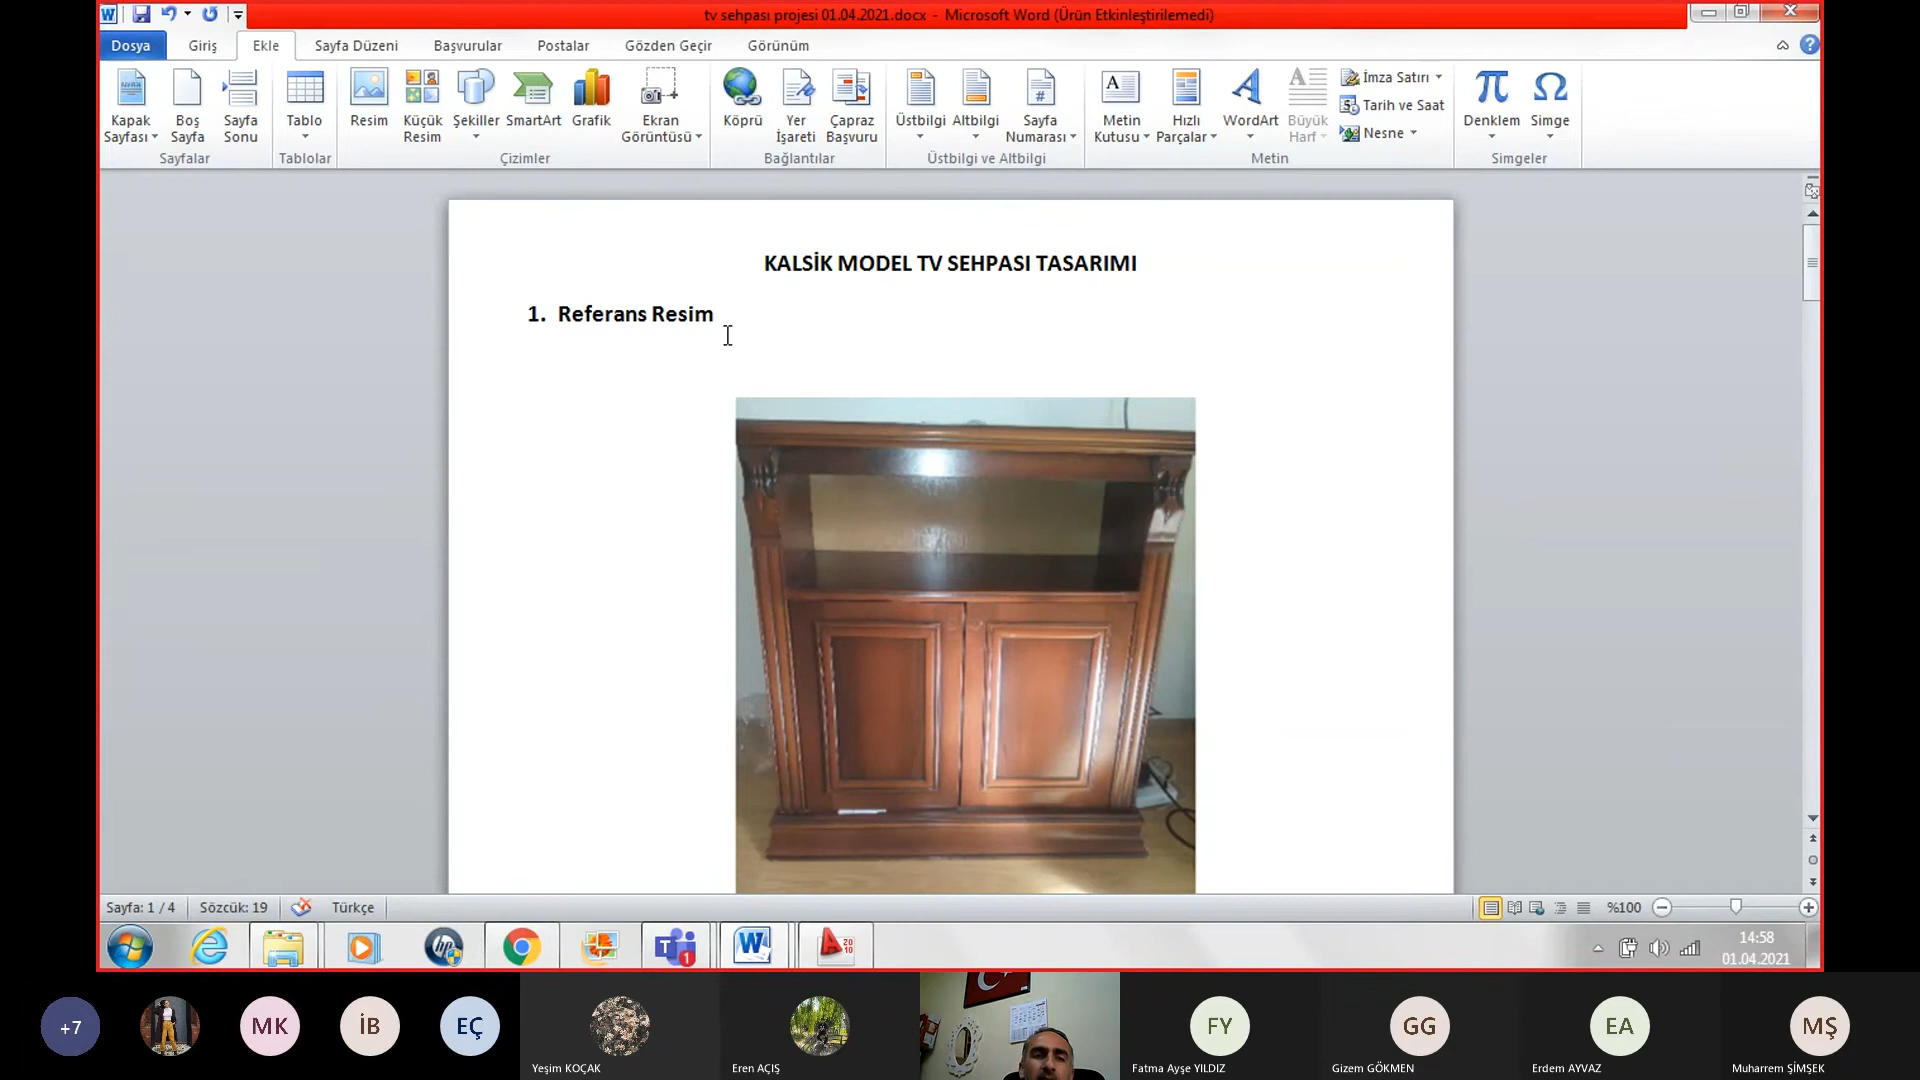 tv sehpası projesi 01.04.2021.docx - Microsoft Word (Ürün Etkinleştirilemedi)
Dosya Giriş Ekle Sayfa Düzeni Başvurular Postalar Gözden Geçir Görünüm
Kapak Sayfası Boş Sayfa Sayfa Sonu Tablo Resim Küçük Resim Şekiller SmartArt Grafik Ekran Görüntüsü Köprü Yer İşareti Çapraz Başvuru Üstbilgi Altbilgi Sayfa Numarası Metin Kutusu Hızlı Parçalar WordArt Büyük Harf Denklem Simge
İmza Satırı
Tarih ve Saat
Nesne
Sayfalar Tablolar Çizimler Bağlantılar Üstbilgi ve Altbilgi Metin Simgeler
KALSİK MODEL TV SEHPASI TASARIMI
1. Referans Resim
Sayfa: 1 / 4 Sözcük: 19 Türkçe %100
14:58
01.04.2021
+7 MK İB EÇ FY GG EA MŞ
Yeşim KOÇAK Eren AÇIŞ Fatma Ayşe YILDIZ Gizem GÖKMEN Erdem AYVAZ Muharrem ŞİMŞEK